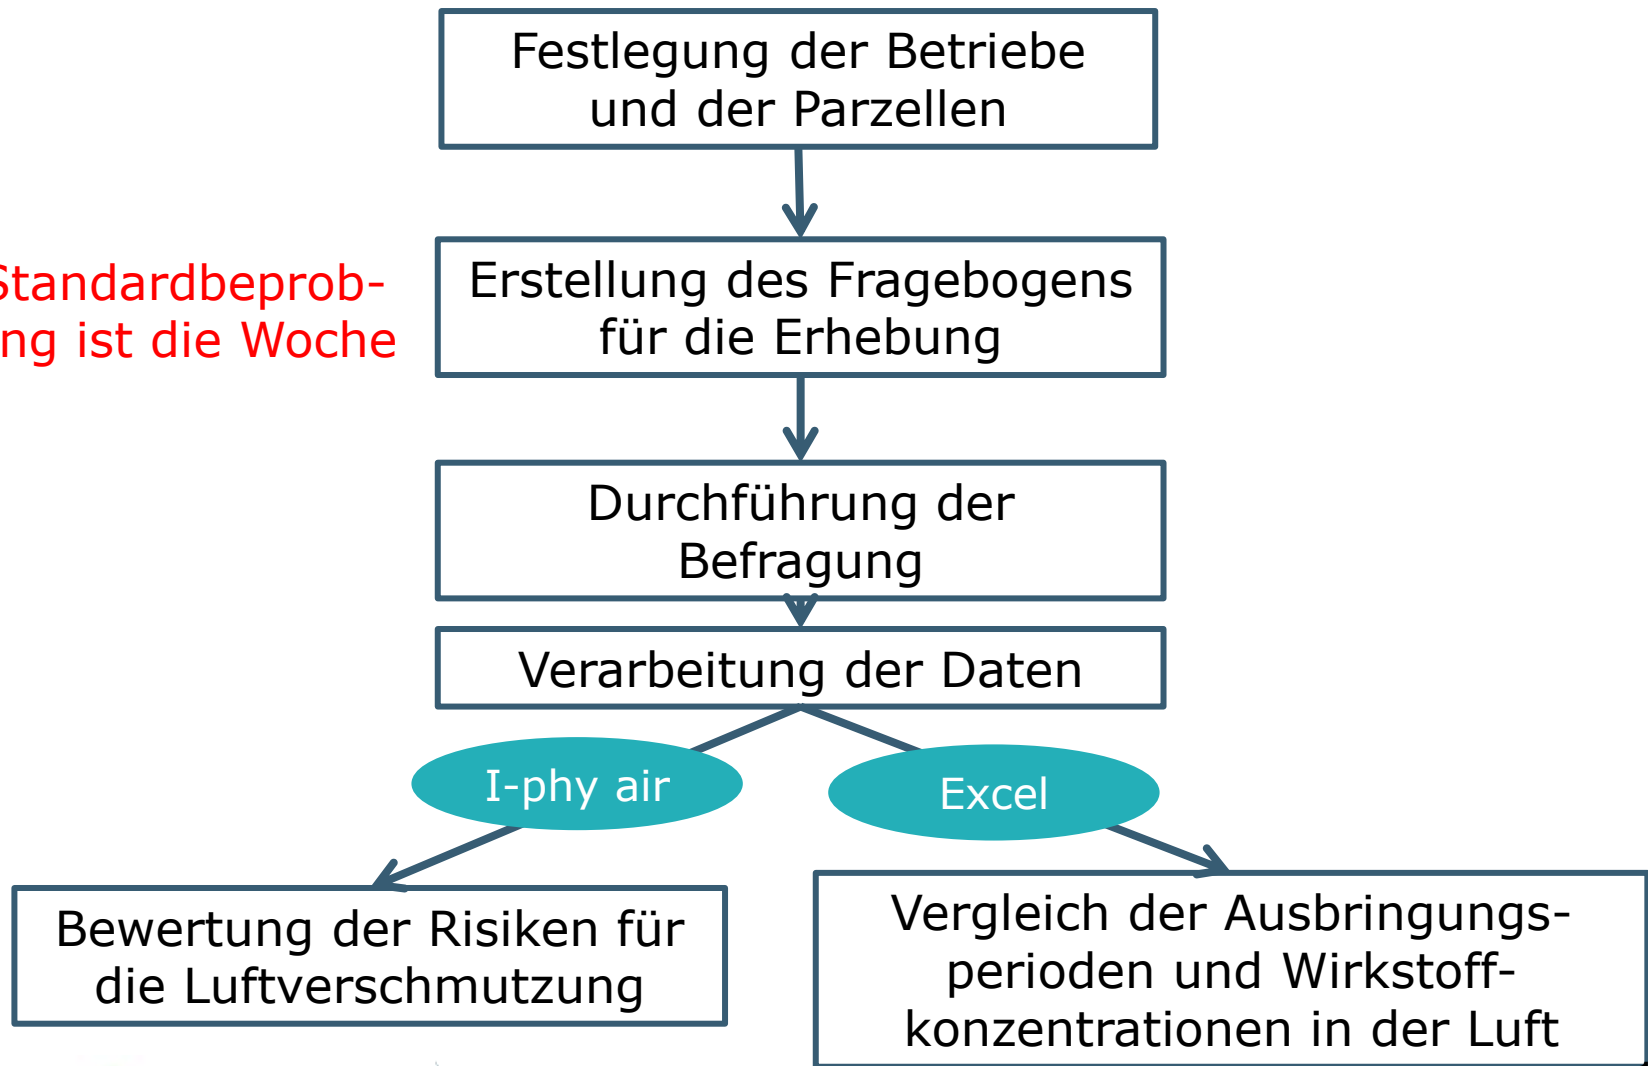 Festlegung der Betriebe
und der Parzellen
Standardbeprob-
ng ist die Woche
Erstellung des Fragebogens
für die Erhebung
Durchführung der
Befragung
Verarbeitung der Daten
I-phy air
Excel
Bewertung der Risiken für
die Luftverschmutzung
Vergleich der Ausbringungs-
perioden und Wirkstoff-
konzentrationen in der Luft